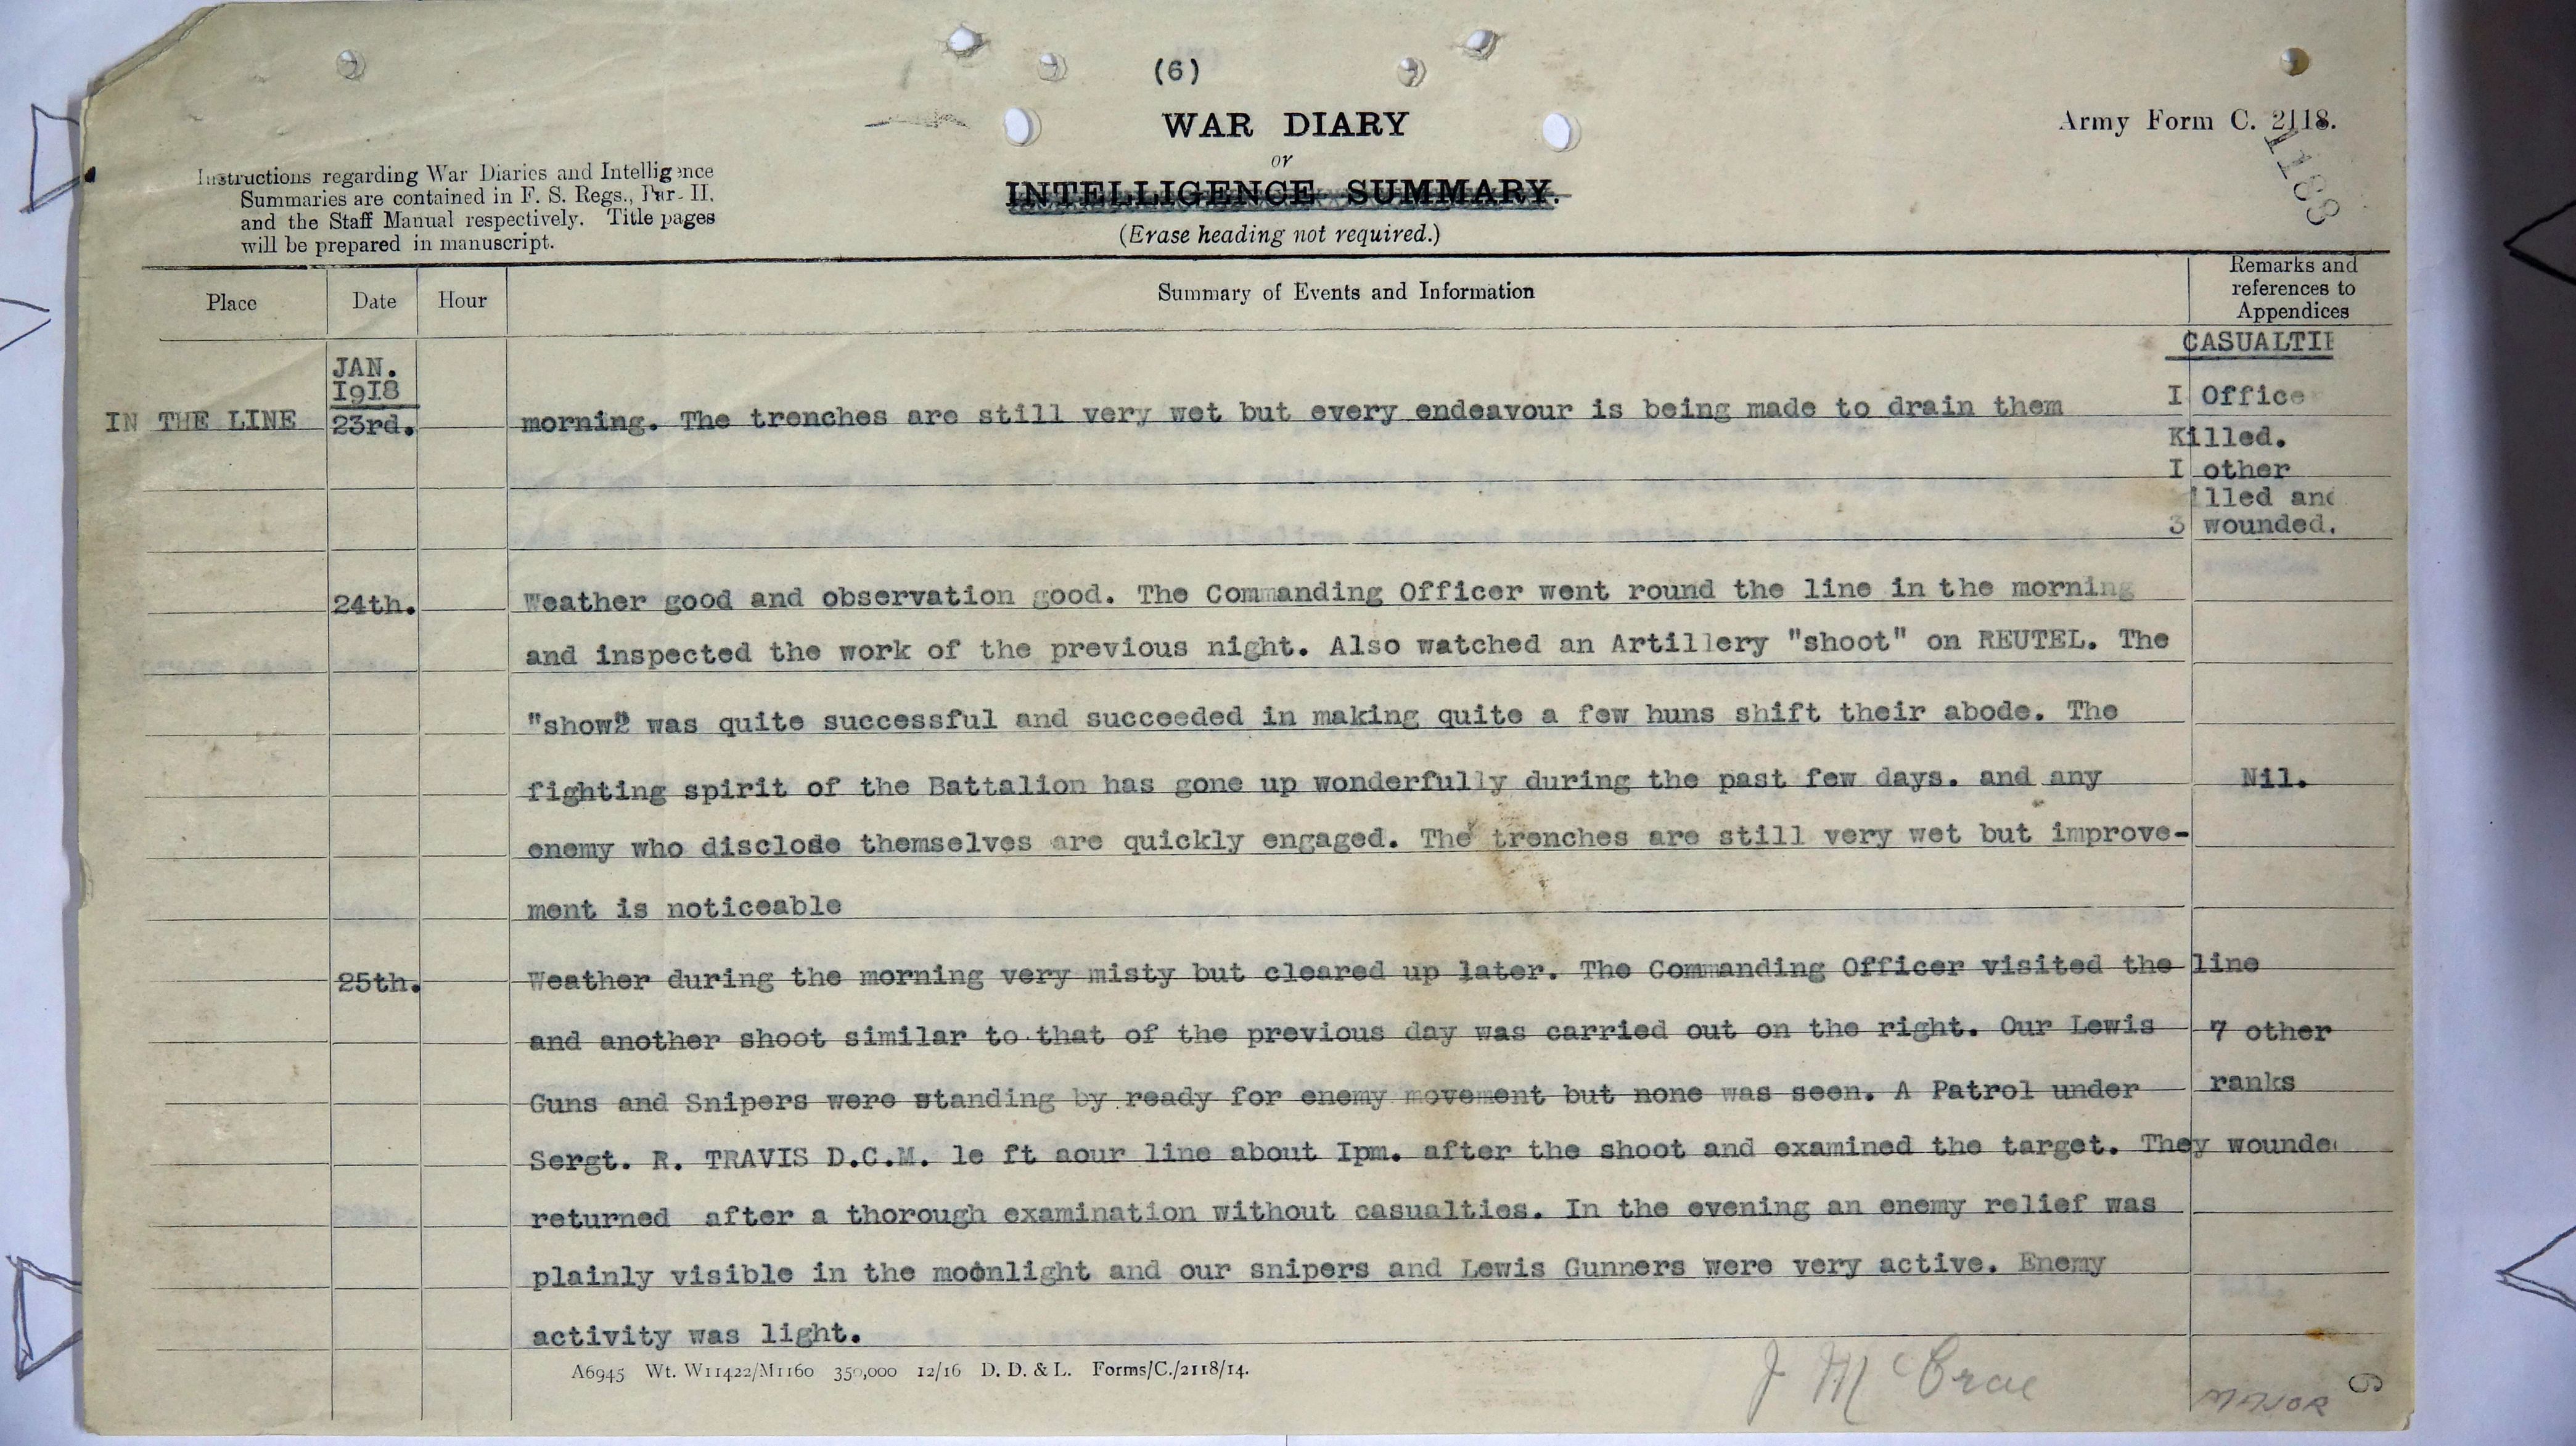 (6)
WAR DIARY
or
INTELLIGENCE SUMMARY.
(Erase heading not required.)
Army Form C. 2118.
1188
Instructions regarding War Diaries and Intelligence
Summaries are contained in F. S. Regs., Par. II.
and the Staff Manual respectively. Title pages
will be prepared in manuscript.
Place Date Hour Summary of Events and Information Remarks and
references to
Appendices
CASUALTIE
JAN.
I9I8
IN THE LINE 23rd. morning. The trenches are still very wet but every endeavour is being made to drain them I Office
Killed.
I other
illed and
3 wounded.
24th. Weather good and observation good. The Commanding Officer went round the line in the morning
and inspected the work of the previous night. Also watched an Artillery "shoot" on REUTEL. The
"show" was quite successful and succeeded in making quite a few huns shift their abode. The
fighting spirit of the Battalion has gone up wonderfully during the past few days. and any Nil.
enemy who disclose themselves are quickly engaged. The trenches are still very wet but improve-
ment is noticeable
25th. Weather during the morning very misty but cleared up later. The Commanding Officer visited the line
and another shoot similar to that of the previous day was carried out on the right. Our Lewis 7 other
Guns and Snipers were standing by ready for enemy movement but none was seen. A Patrol under ranks
Sergt. R. TRAVIS D.C.M. le ft aour line about Ipm. after the shoot and examined the target. They wounde
returned after a thorough examination without casualties. In the evening an enemy relief was
plainly visible in the moonlight and our snipers and Lewis Gunners were very active. Enemy
activity was light.
A6945 Wt. W11422/M1160 350,000 12/16 D. D. & L. Forms/C./2118/14.
J McCrae
MAJOR
6